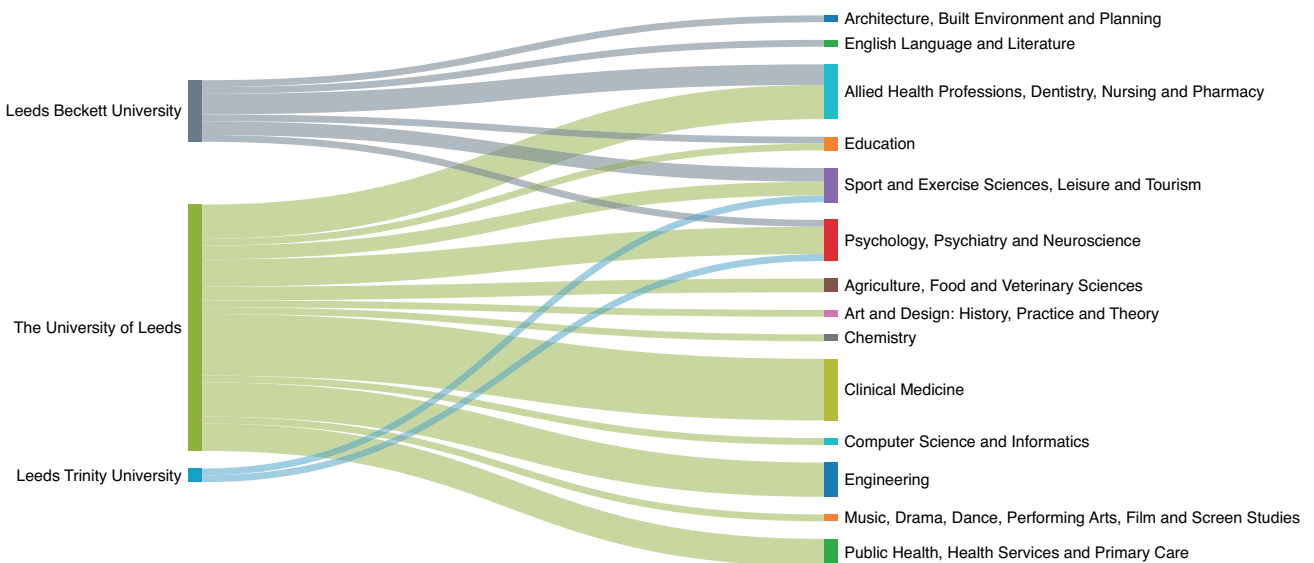 Leeds Beckett University
The University of Leeds
Leeds Trinity University
Architecture, Built Environment and Planning
English Language and Literature
Allied Health Professions, Dentistry, Nursing and Pharmacy
Education
Sport and Exercise Sciences, Leisure and Tourism
Psychology, Psychiatry and Neuroscience
Agriculture, Food and Veterinary Sciences
Art and Design: History, Practice and Theory
Chemistry
Clinical Medicine
Computer Science and Informatics
Engineering
Music, Drama, Dance, Performing Arts, Film and Screen Studies
Public Health, Health Services and Primary Care